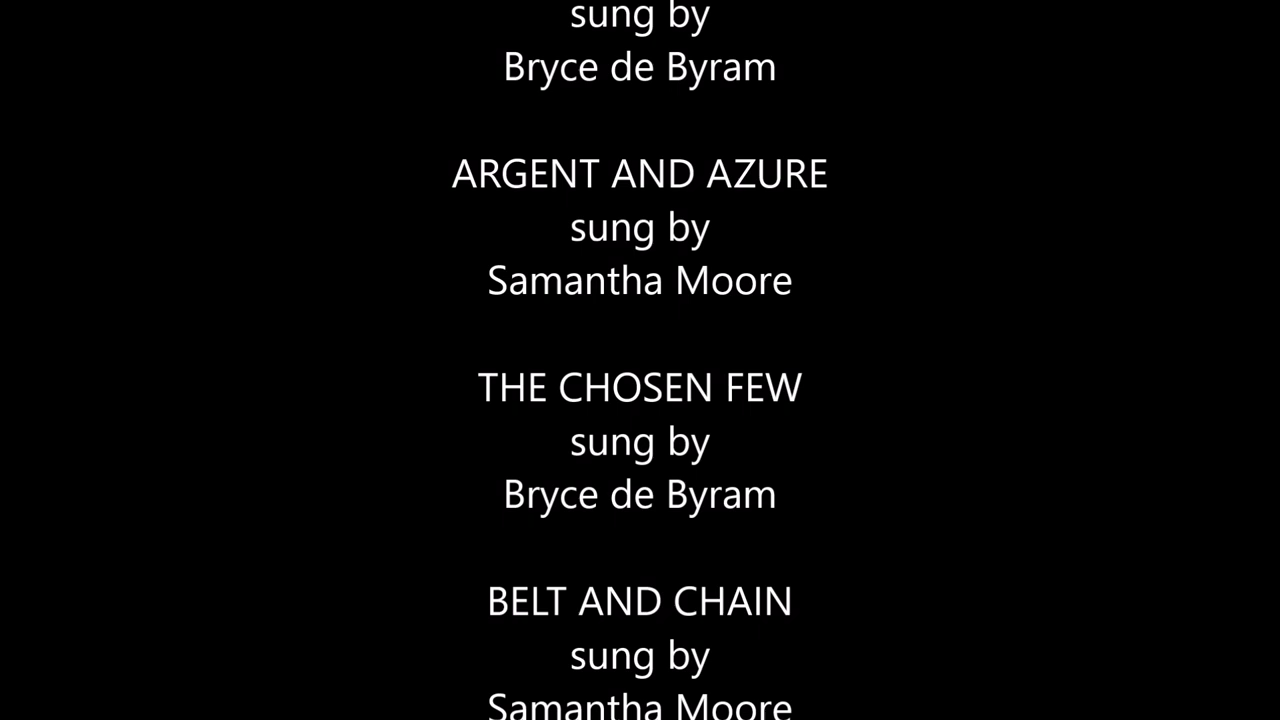 sung by
Bryce de Byram
ARGENT AND AZURE
sung by
Samantha Moore
THE CHOSEN FEW
sung by
Bryce de Byram
BELT AND CHAIN
sung by
Samantha Moore